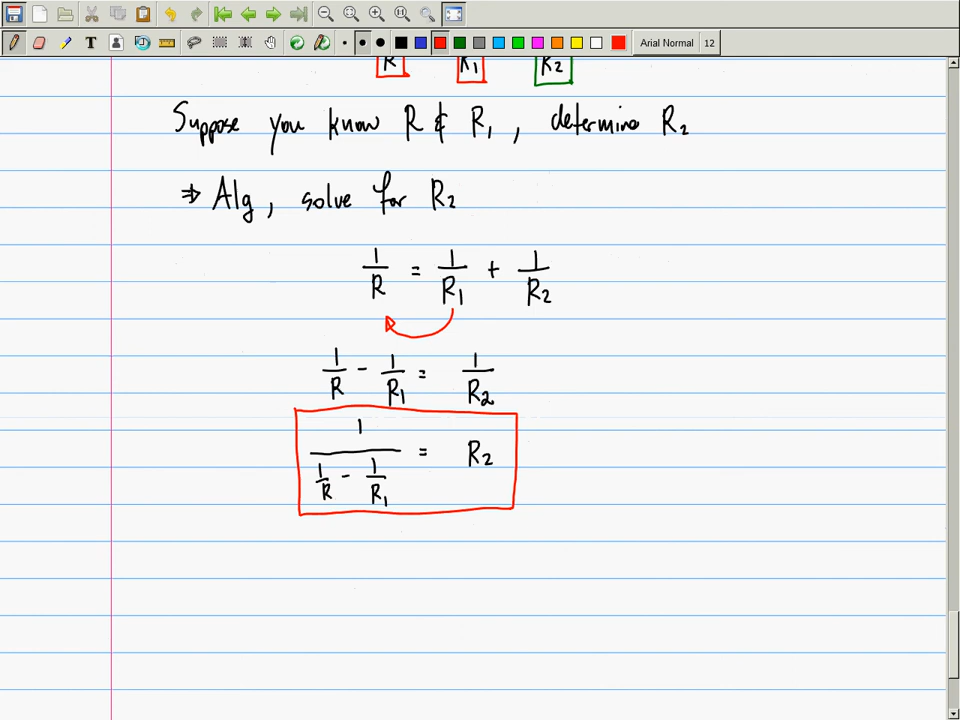 Arial Normal 12
R R1 R2
Suppose you know R & R1, determine R2
⇒ Alg, solve for R2
1/R = 1/R1 + 1/R2
1/R - 1/R1 = 1/R2
1/(1/R - 1/R1) = R2